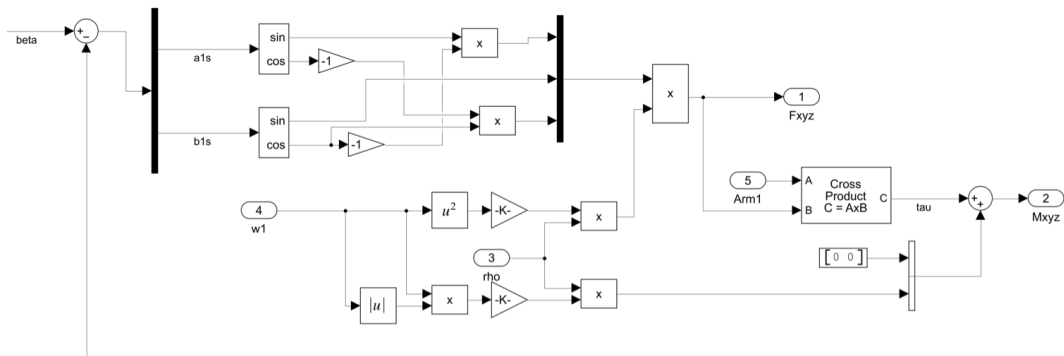 beta
+
−
a1s
sin
cos
-1
x
b1s
sin
cos
-1
x
x
1
Fxyz
5
Arm1
A
B
Cross
Product
C = AxB
C
tau
+
+
2
Mxyz
4
w1
u²
-K-
x
3
rho
[0 0]
|u|
x
-K-
x